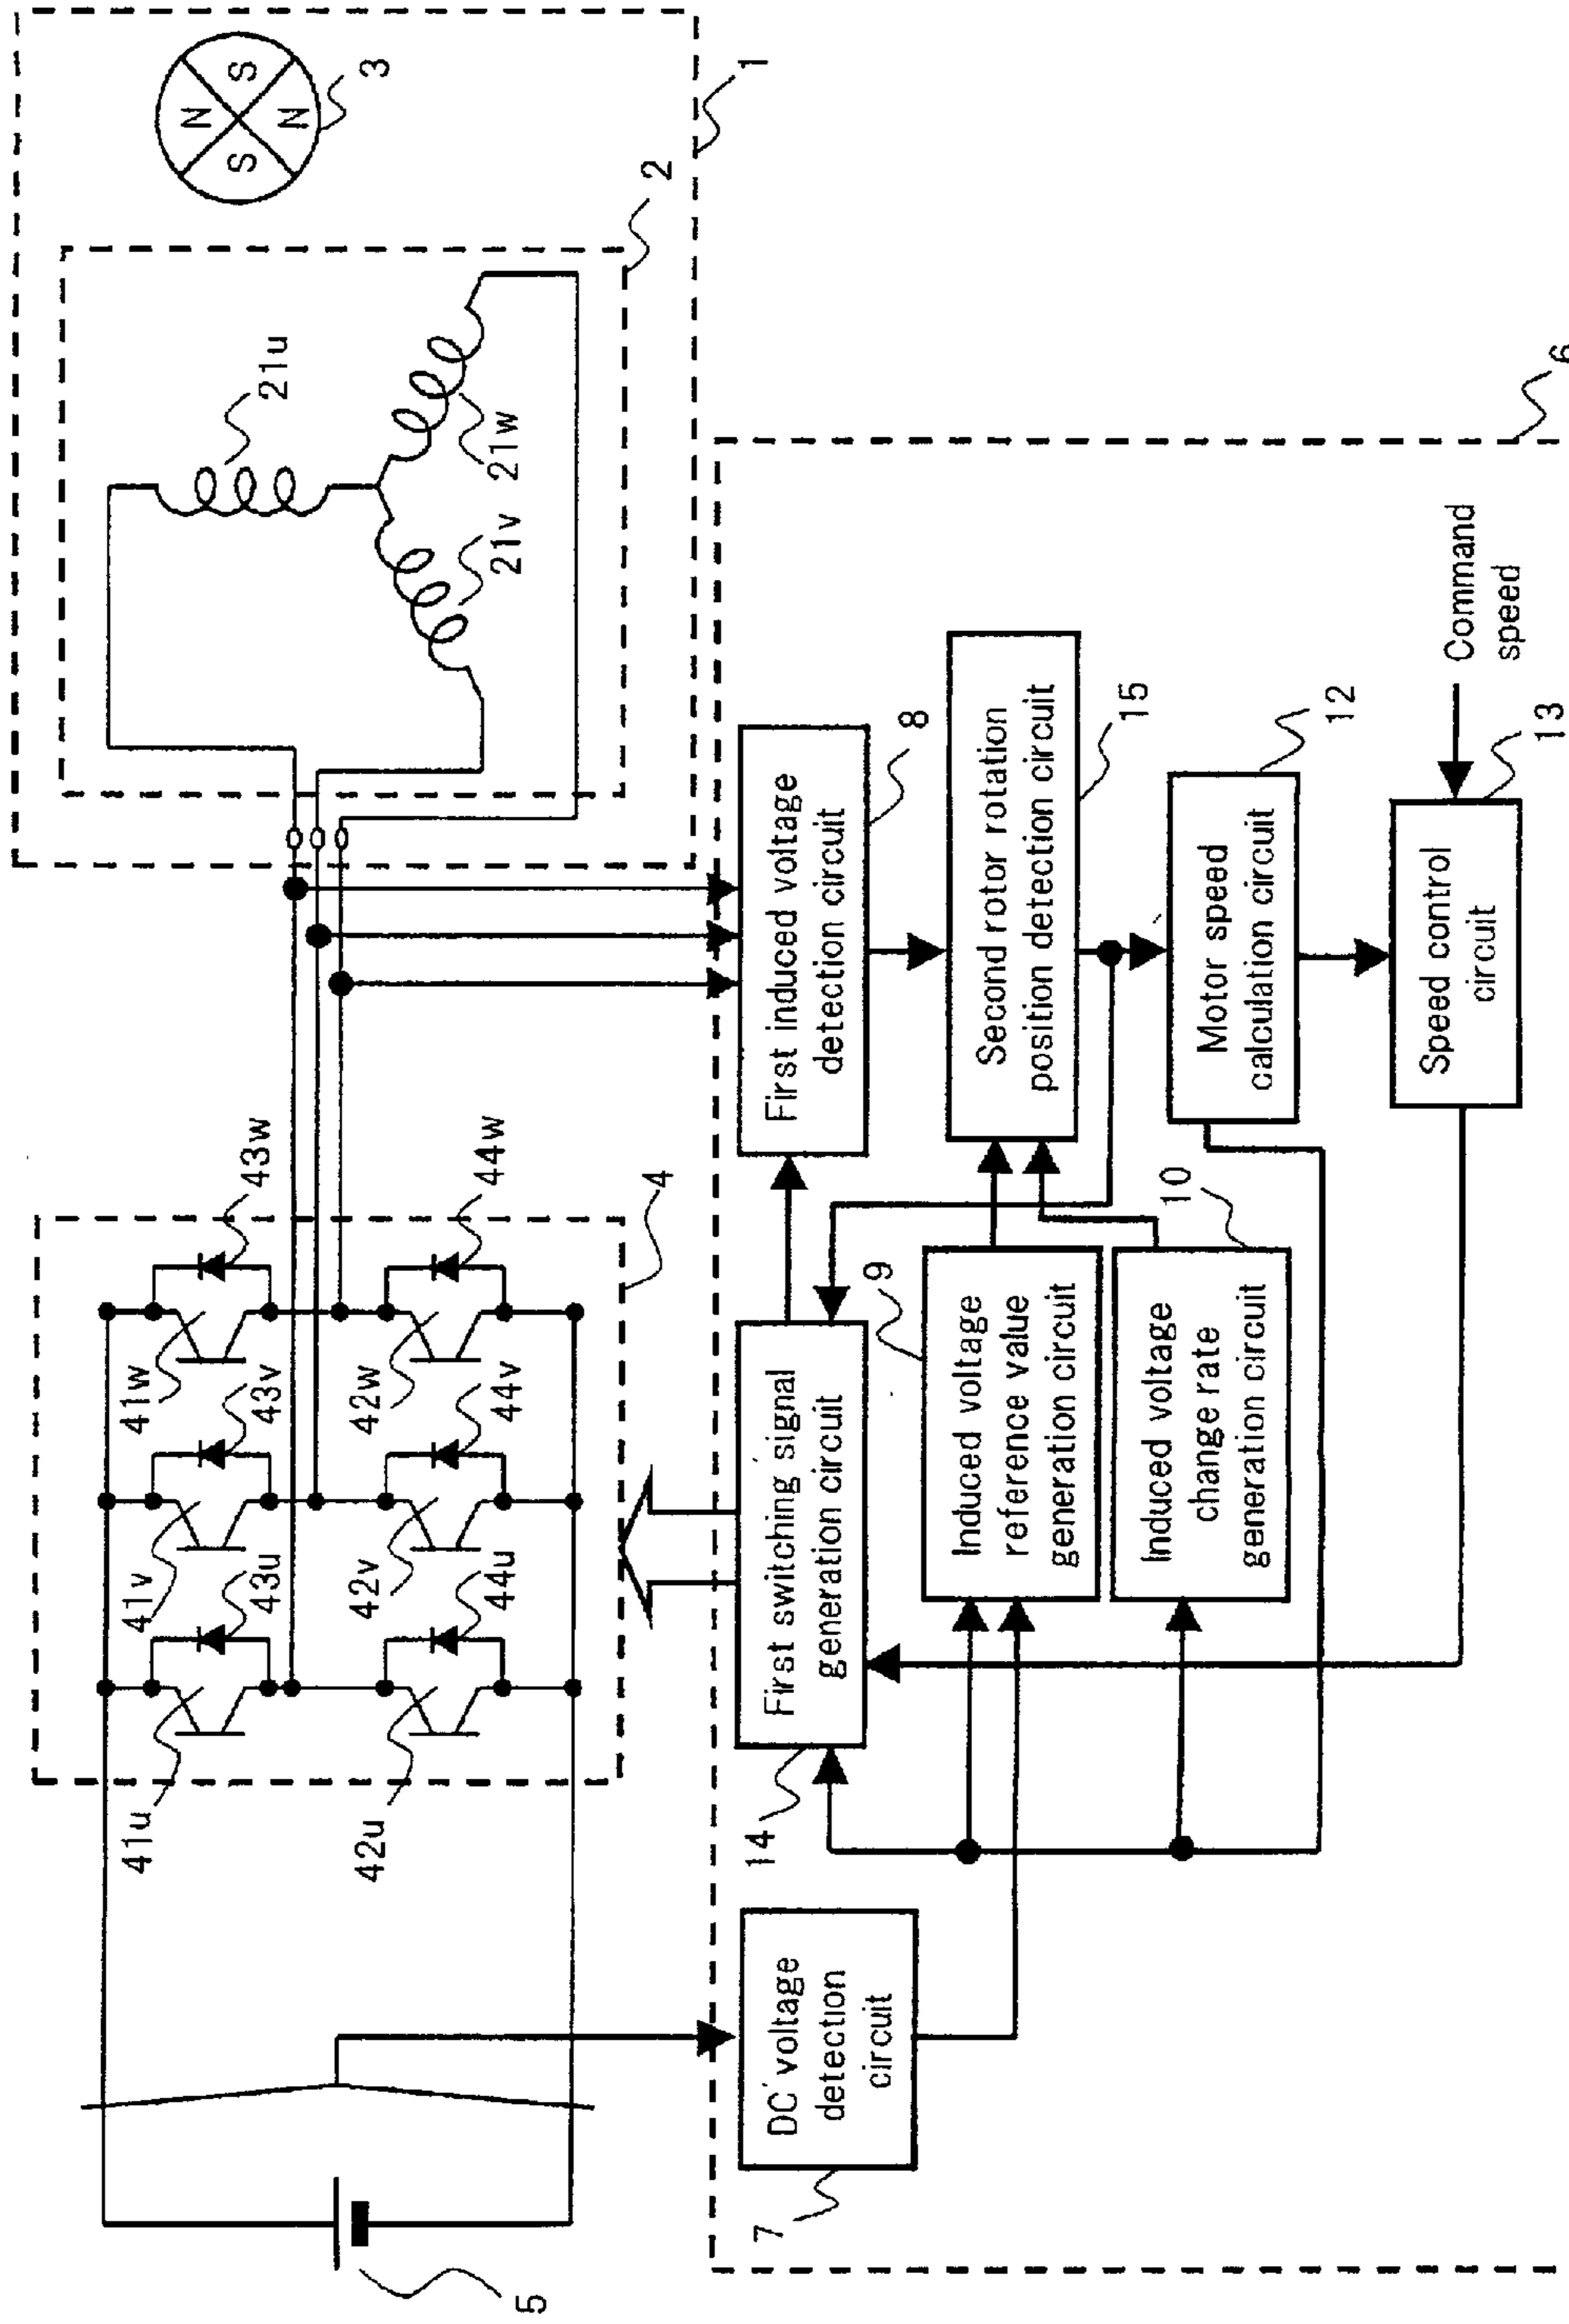 N
S
S
N
3
1
2
21u
21w
21v
43w
44w
4
41w
43v
42w
44v
41v
43u
42v
44u
41u
42u
5
6
First induced voltage
detection circuit
8
Second rotor rotation
position detection circuit
15
Motor speed
calculation circuit
12
Command
speed
Speed control
circuit
13
First switching signal
generation circuit
14
Induced voltage
reference value
generation circuit
9
Induced voltage
change rate
generation circuit
10
DC voltage
detection
circuit
7